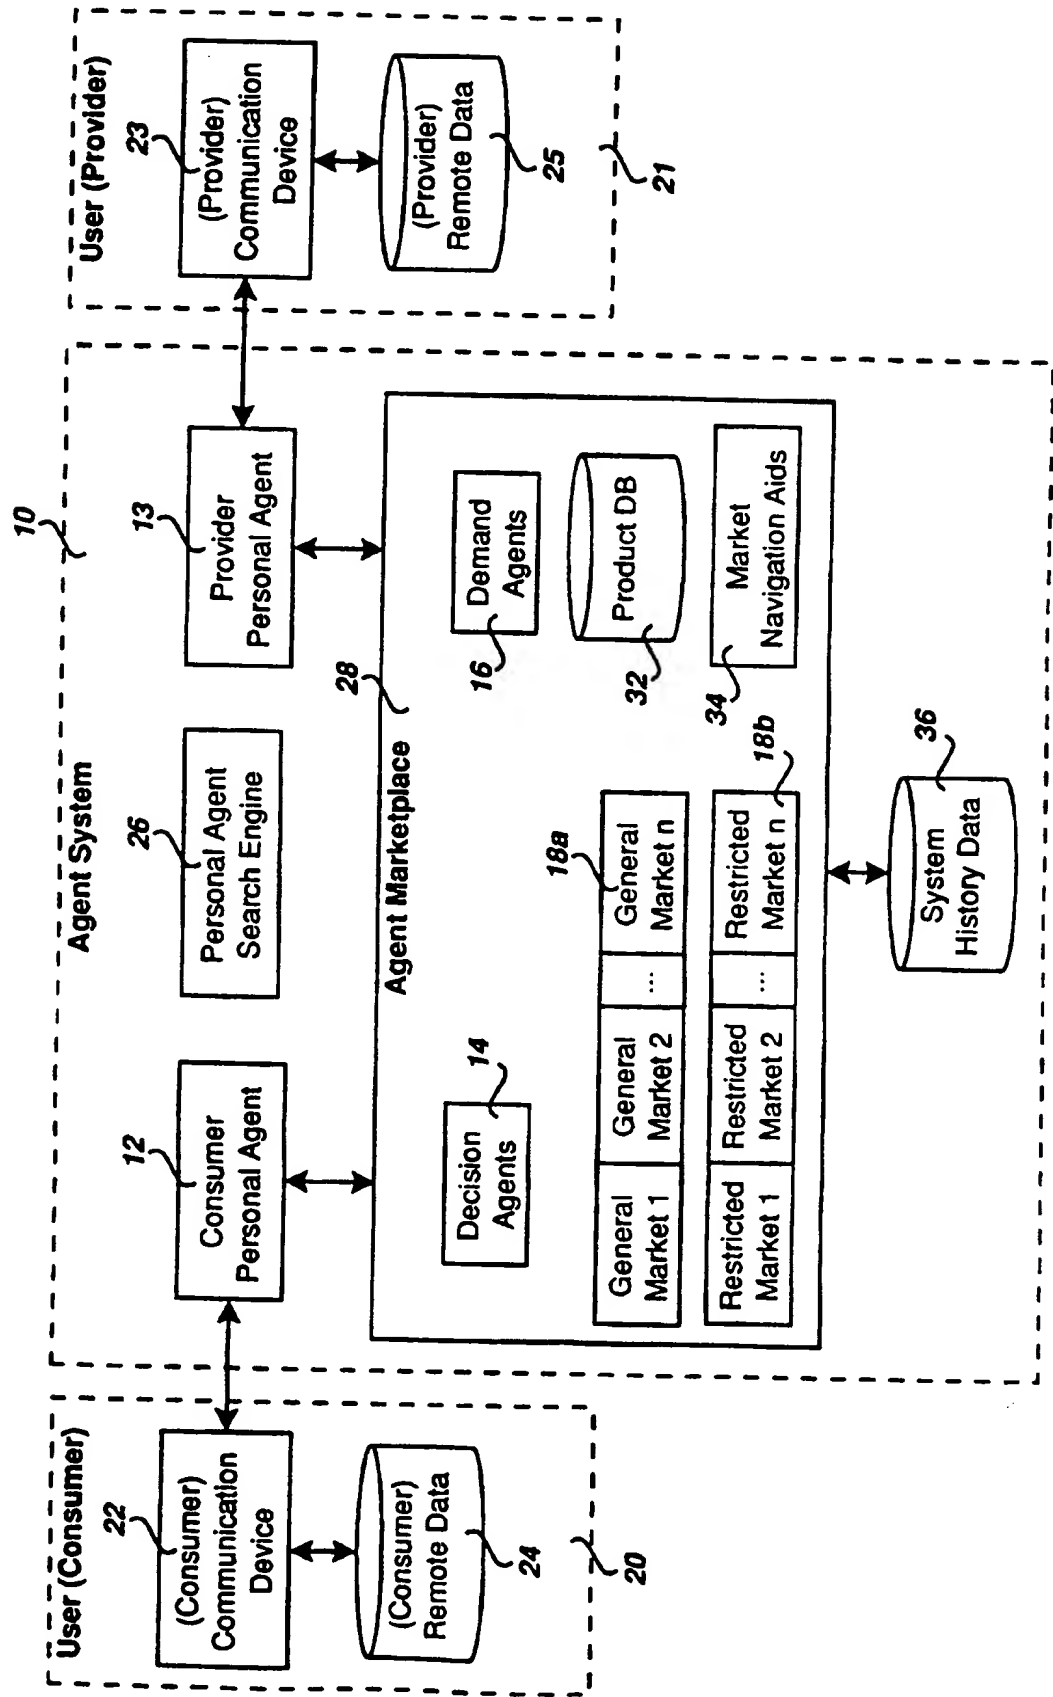 10
Agent System
User (Consumer)
22
(Consumer)
Communication
Device
(Consumer)
Remote Data
24
20
12
Consumer
Personal Agent
26
Personal Agent
Search Engine
13
Provider
Personal Agent
User (Provider)
23
(Provider)
Communication
Device
(Provider)
Remote Data
25
21
Agent Marketplace
28
Decision
Agents
14
Demand
Agents
16
General
Market 1
General
Market 2
...
General
Market n
18a
Restricted
Market 1
Restricted
Market 2
...
Restricted
Market n
18b
Product DB
32
Market
Navigation Aids
34
System
History Data
36